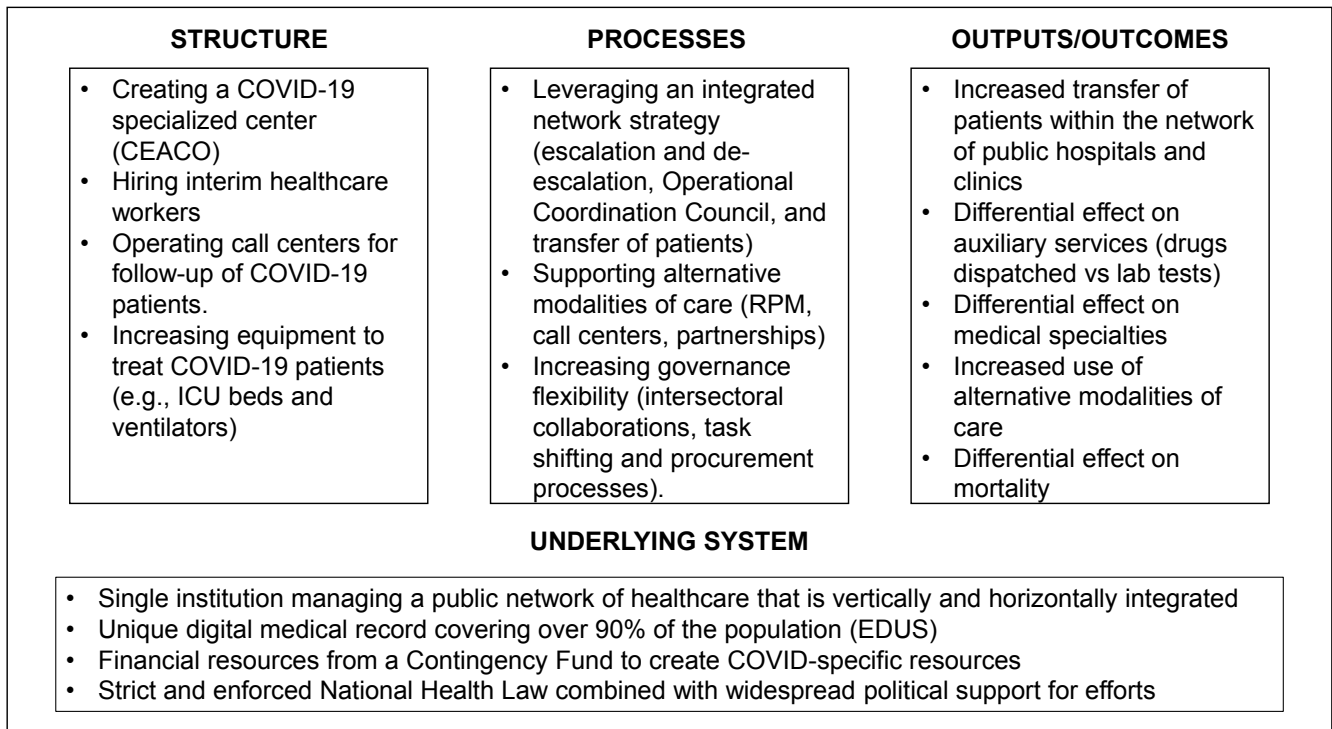 STRUCTURE
• Creating a COVID-19
specialized center
(CEACO)
• Hiring interim healthcare
workers
• Operating call centers for
follow-up of COVID-19
patients.
• Increasing equipment to
treat COVID-19 patients
(e.g., ICU beds and
ventilators)
PROCESSES
• Leveraging an integrated
network strategy
(escalation and de-
escalation, Operational
Coordination Council, and
transfer of patients)
• Supporting alternative
modalities of care (RPM,
call centers, partnerships)
• Increasing governance
flexibility (intersectoral
collaborations, task
shifting and procurement
processes).
OUTPUTS/OUTCOMES
• Increased transfer of
patients within the network
of public hospitals and
clinics
• Differential effect on
auxiliary services (drugs
dispatched vs lab tests)
• Differential effect on
medical specialties
• Increased use of
alternative modalities of
care
• Differential effect on
mortality
UNDERLYING SYSTEM
• Single institution managing a public network of healthcare that is vertically and horizontally integrated
• Unique digital medical record covering over 90% of the population (EDUS)
• Financial resources from a Contingency Fund to create COVID-specific resources
• Strict and enforced National Health Law combined with widespread political support for efforts